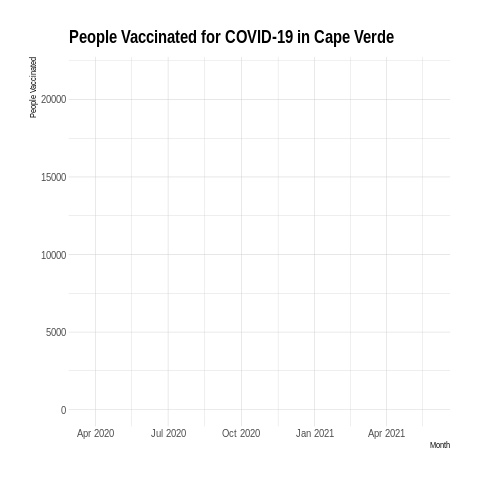 People Vaccinated for COVID-19 in Cape Verde
People Vaccinated
20000
15000
10000
5000
0
Apr 2020
Jul 2020
Oct 2020
Jan 2021
Apr 2021
Month